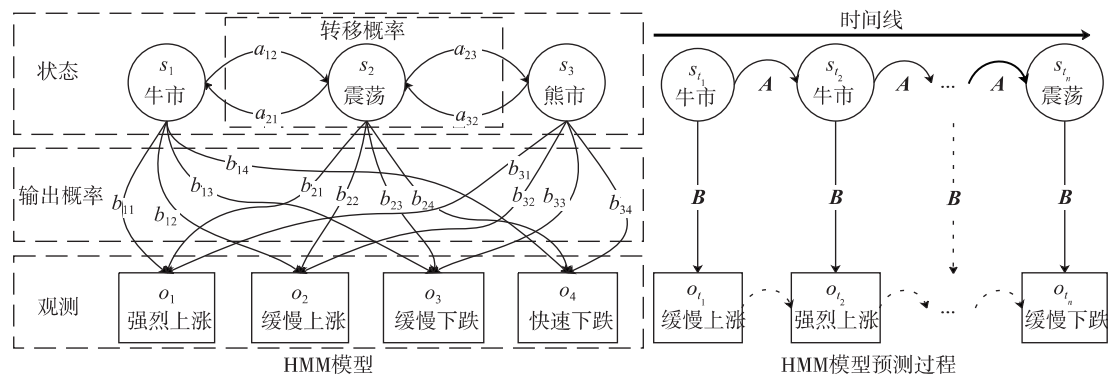 转移概率
时间线
状态
s1
牛市
a12
a21
s2
震荡
a23
a32
s3
熊市
st1
牛市
A
st2
牛市
A
...
...
A
stn
震荡
输出概率
b11
b12
b13
b14
b21
b22
b23
b24
b31
b32
b33
b34
B
B
B
B
观测
o1
强烈上涨
o2
缓慢上涨
o3
缓慢下跌
o4
快速下跌
ot1
缓慢上涨
ot2
强烈上涨
...
otn
缓慢下跌
HMM模型
HMM模型预测过程